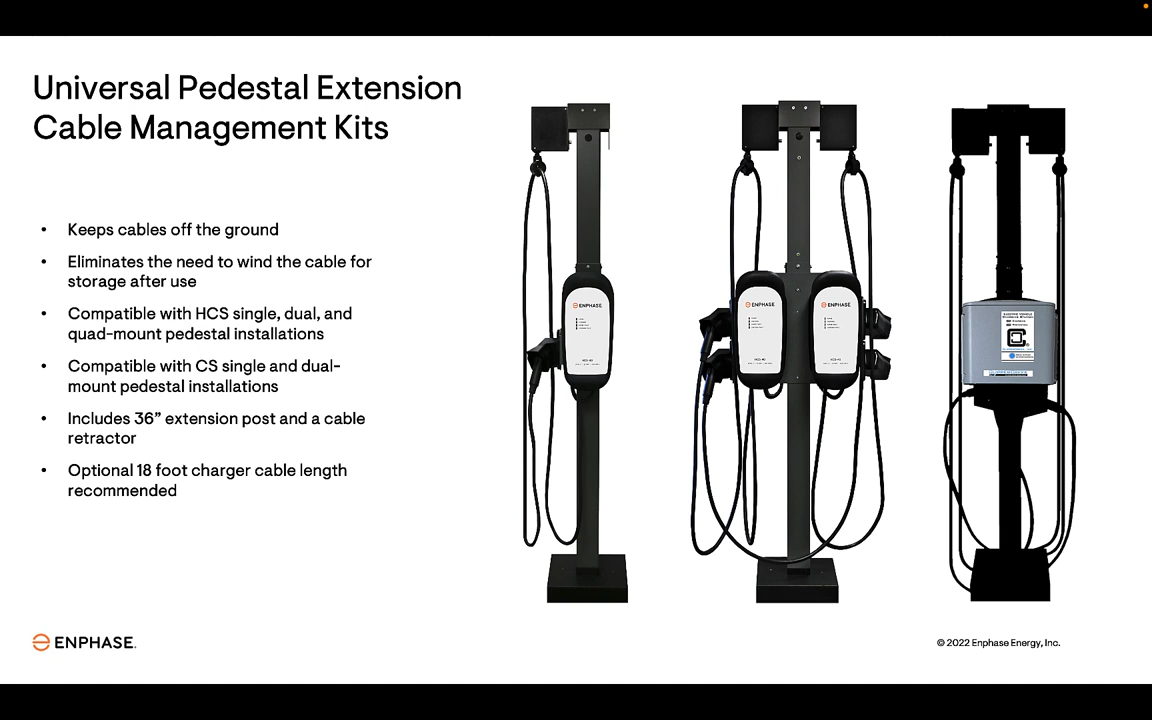 Universal Pedestal Extension
Cable Management Kits
• Keeps cables off the ground
• Eliminates the need to wind the cable for
storage after use
• Compatible with HCS single, dual, and
quad-mount pedestal installations
• Compatible with CS single and dual-
mount pedestal installations
• Includes 36” extension post and a cable
retractor
• Optional 18 foot charger cable length
recommended
ENPHASE
ENPHASE
ENPHASE
ENPHASE.
© 2022 Enphase Energy, Inc.